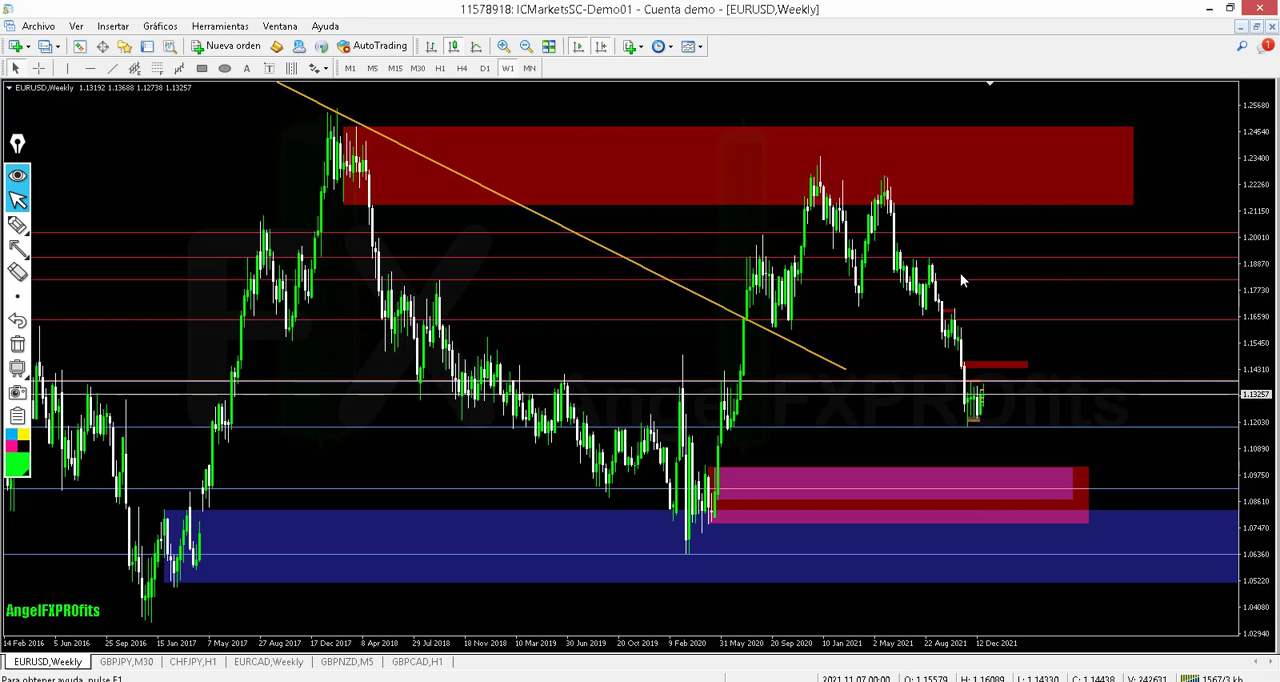 11578918: ICMarketsSC-Demo01 - Cuenta demo - [EURUSD,Weekly]
Archivo Ver Insertar Gráficos Herramientas Ventana Ayuda
Nueva orden AutoTrading 1
A T M1 M5 M15 M30 H1 H4 D1 W1 MN
EURUSD,Weekly 1.13192 1.13688 1.12738 1.13257
1.25680
1.24540
1.23400
1.22260
1.21150
1.20010
1.18870
1.17730
1.16590
1.15450
1.14310
1.13257
1.12030
1.09750
1.08610
1.07470
1.06360
1.05220
1.04080
1.02940
FX
AngelFXPROfits
AngelFXPR0fits
14 Feb 2016 5 Jun 2016 25 Sep 2016 15 Jan 2017 7 May 2017 27 Aug 2017 17 Dec 2017 8 Apr 2018 29 Jul 2018 18 Nov 2018 10 Mar 2019 30 Jun 2019 20 Oct 2019 9 Feb 2020 31 May 2020 20 Sep 2020 10 Jan 2021 2 May 2021 22 Aug 2021 12 Dec 2021
EURUSD,Weekly GBPJPY,M30 CHFJPY,H1 EURCAD,Weekly GBPNZD,M5 GBPCAD,H1
Para obtener ayuda, pulse F1 2021.11.07 00:00 O: 1.15579 H: 1.16089 L: 1.14330 C: 1.14438 V: 242631 1567/3 kb